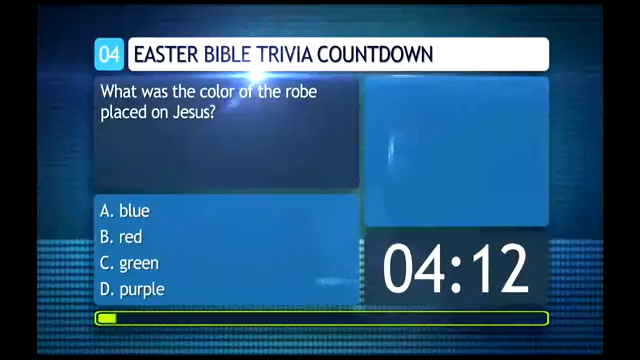 04 EASTER BIBLE TRIVIA COUNTDOWN
What was the color of the robe
placed on Jesus?
A. blue
B. red
C. green
D. purple
04:12